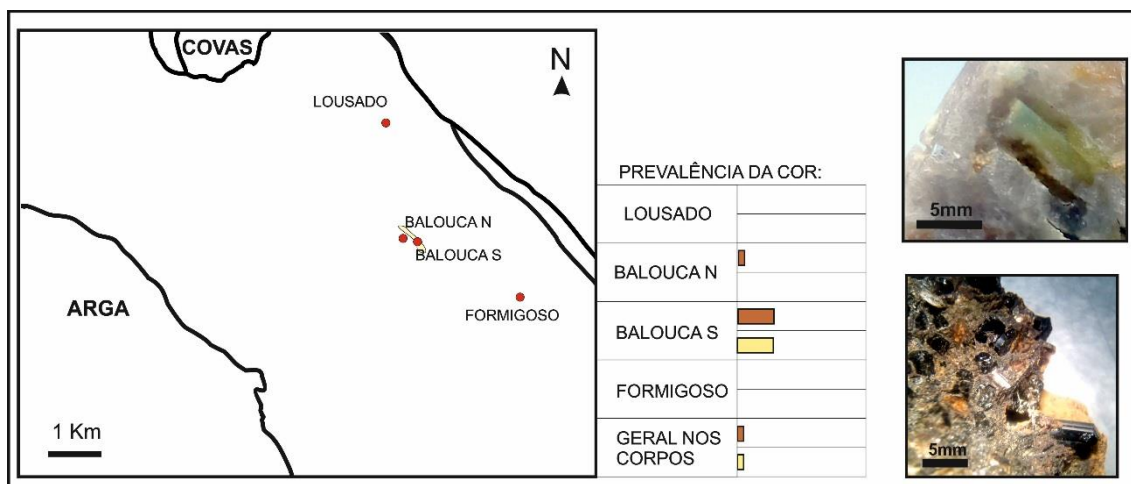 COVAS
N
LOUSADO
BALOUCA N
BALOUCA S
FORMIGOSO
ARGA
1 Km
PREVALÊNCIA DA COR:
LOUSADO
BALOUCA N
BALOUCA S
FORMIGOSO
GERAL NOS
CORPOS
5mm
5mm